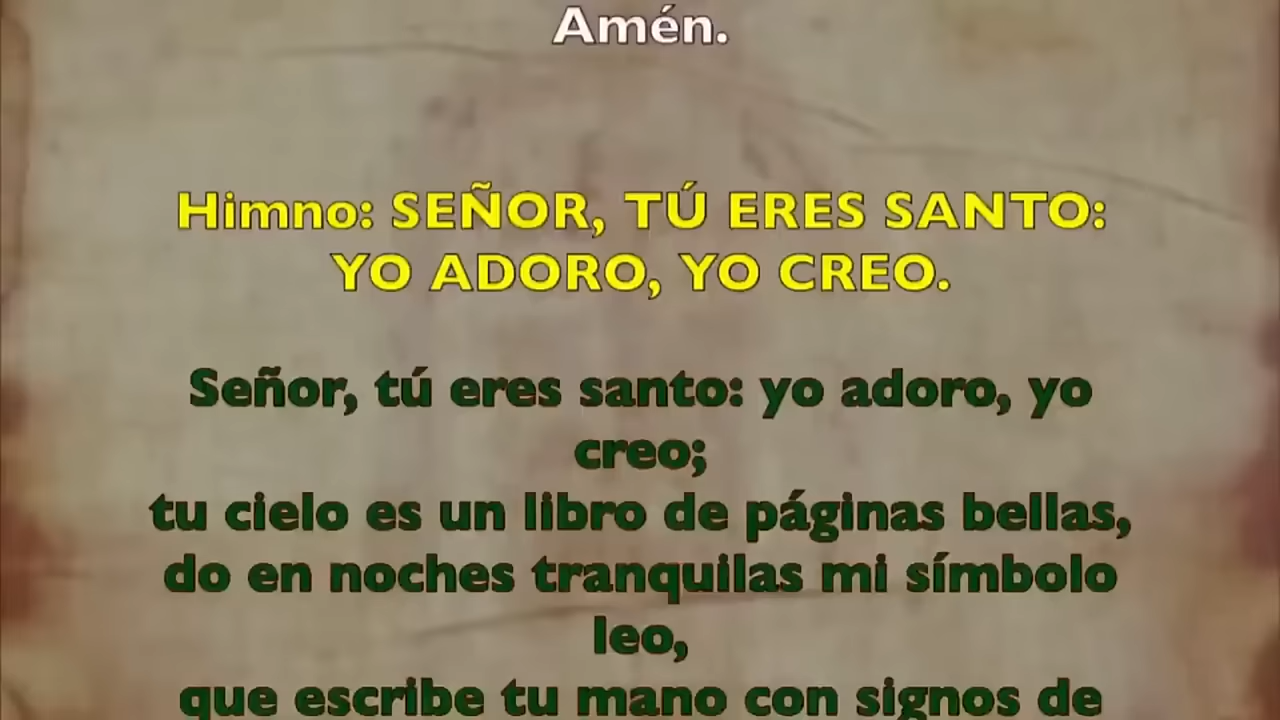 Amén.
Himno: SEÑOR, TÚ ERES SANTO:
YO ADORO, YO CREO.
Señor, tú eres santo: yo adoro, yo
creo;
tu cielo es un libro de páginas bellas,
do en noches tranquilas mi símbolo
leo,
que escribe tu mano con signos de